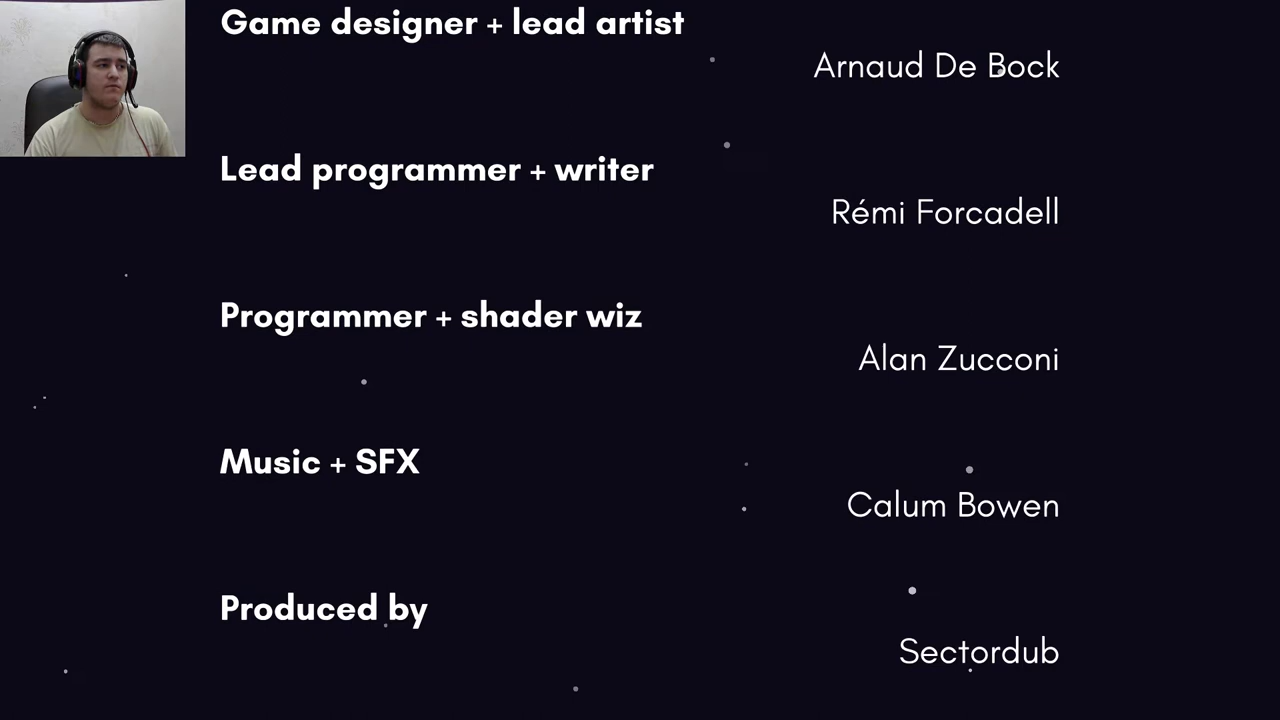 Game designer + lead artist
Arnaud De Bock
Lead programmer + writer
Rémi Forcadell
Programmer + shader wiz
Alan Zucconi
Music + SFX
Calum Bowen
Produced by
Sectordub